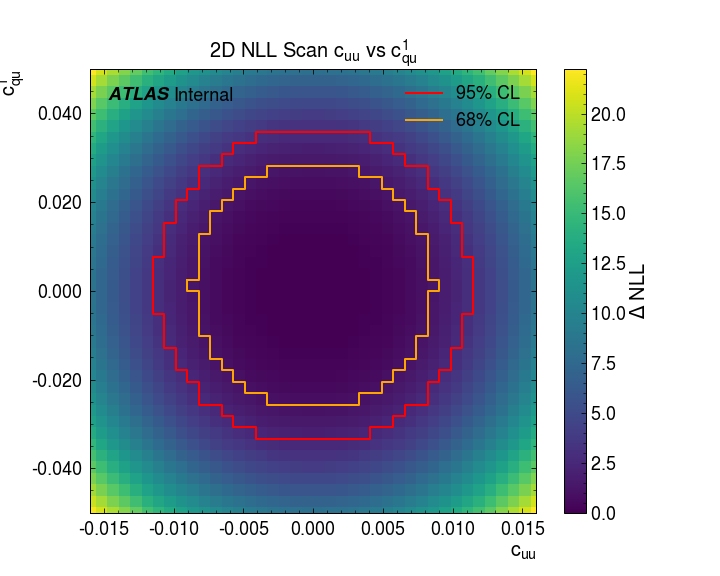 2D NLL Scan c_uu vs c_qu^1
c_qu^1
ATLAS Internal
95% CL
68% CL
0.040
0.020
0.000
-0.020
-0.040
-0.015 -0.010 -0.005 0.000 0.005 0.010 0.015
c_uu
20.0
17.5
15.0
12.5
10.0
7.5
5.0
2.5
0.0
Δ NLL